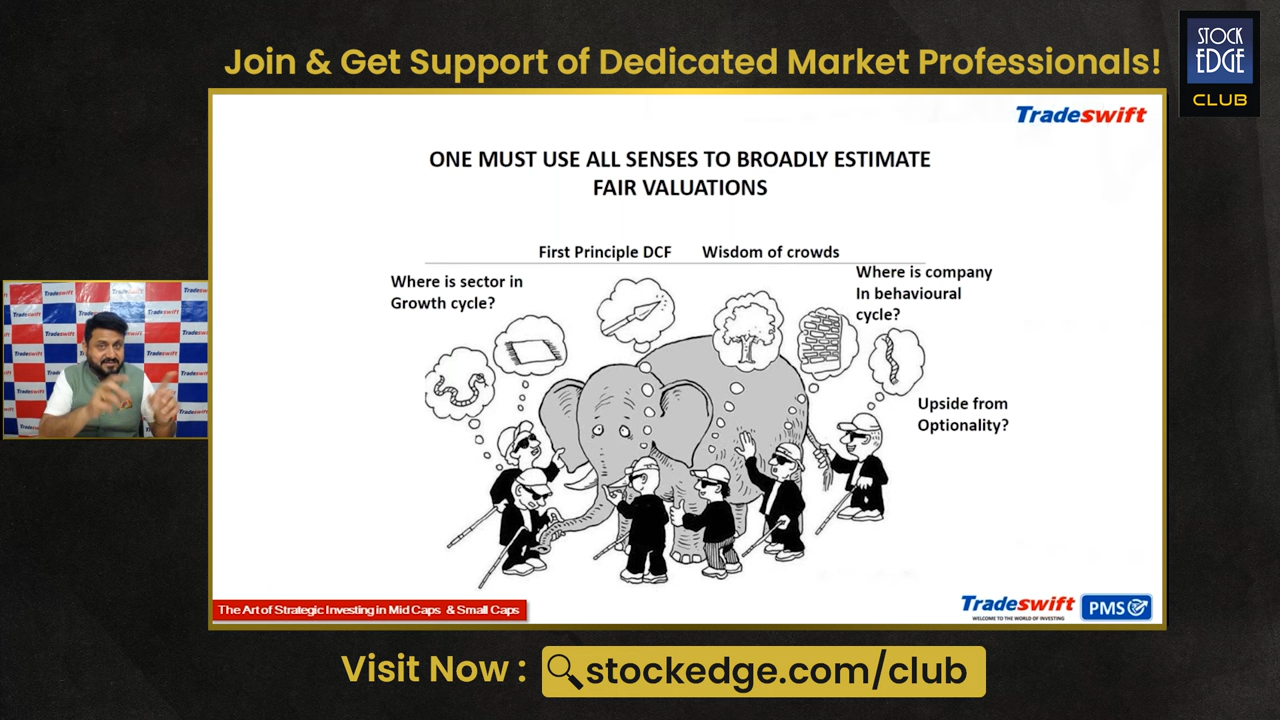 Join & Get Support of Dedicated Market Professionals!
STOCK
EDGE
CLUB
Tradeswift
ONE MUST USE ALL SENSES TO BROADLY ESTIMATE
FAIR VALUATIONS
First Principle DCF
Wisdom of crowds
Where is sector in
Growth cycle?
Where is company
In behavioural
cycle?
Upside from
Optionality?
The Art of Strategic Investing in Mid Caps & Small Caps
Tradeswift
WELCOME TO THE WORLD OF INVESTING
PMS
Visit Now :
stockedge.com/club